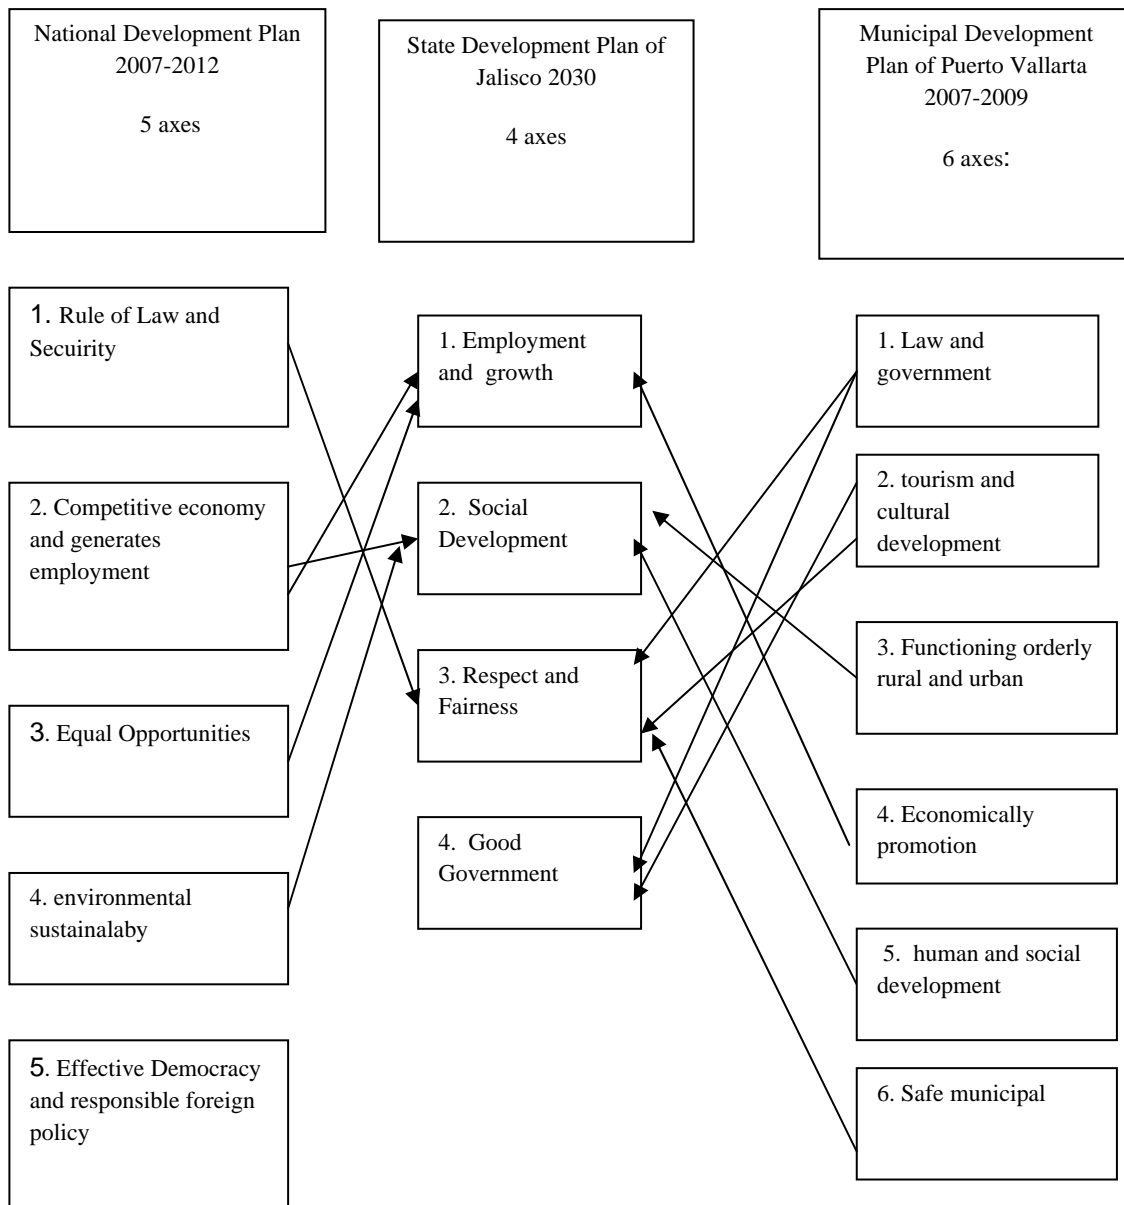 National Development Plan
2007-2012
5 axes
State Development Plan of
Jalisco 2030
4 axes
Municipal Development
Plan of Puerto Vallarta
2007-2009
6 axes:
1. Rule of Law and
Secuirity
2. Competitive economy
and generates
employment
3. Equal Opportunities
4. environmental
sustainalaby
5. Effective Democracy
and responsible foreign
policy
1. Employment
and growth
2. Social
Development
3. Respect and
Fairness
4. Good
Government
1. Law and
government
2. tourism and
cultural
development
3. Functioning orderly
rural and urban
4. Economically
promotion
5. human and social
development
6. Safe municipal